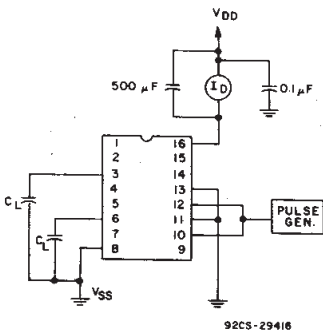 VDD
500 µF
ID
0.1 µF
1 16
2 15
3 14
4 13
5 12
6 11
7 10
8 9
CL
CL
VSS
PULSE
GEN.
92CS-29416